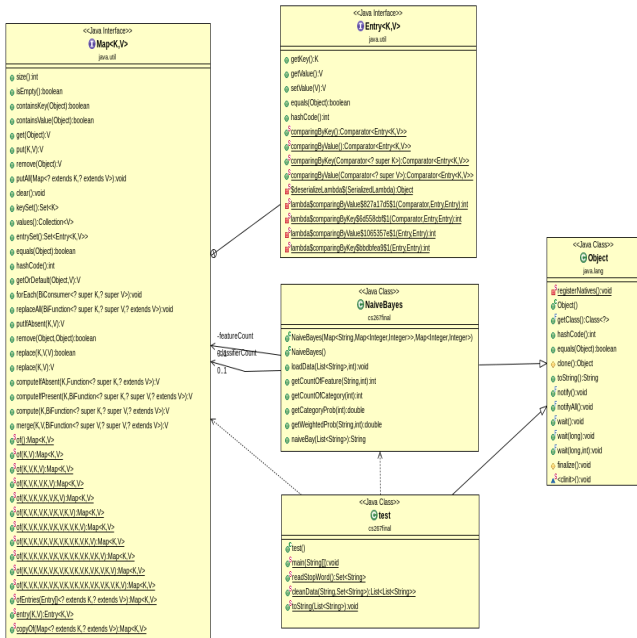 <<Java Interface>>
Map<K,V>
java.util
size():int
isEmpty():boolean
containsKey(Object):boolean
containsValue(Object):boolean
get(Object):V
put(K,V):V
remove(Object):V
putAll(Map<? extends K,? extends V>):void
clear():void
keySet():Set<K>
values():Collection<V>
entrySet():Set<Entry<K,V>>
equals(Object):boolean
hashCode():int
getOrDefault(Object,V):V
forEach(BiConsumer<? super K,? super V>):void
replaceAll(BiFunction<? super K,? super V,? extends V>):void
putIfAbsent(K,V):V
remove(Object,Object):boolean
replace(K,V,V):boolean
replace(K,V):V
computeIfAbsent(K,Function<? super K,? extends V>):V
computeIfPresent(K,BiFunction<? super K,? super V,? extends V>):V
compute(K,BiFunction<? super K,? super V,? extends V>):V
merge(K,V,BiFunction<? super V,? super V,? extends V>):V
of():Map<K,V>
of(K,V):Map<K,V>
of(K,V,K,V):Map<K,V>
of(K,V,K,V,K,V):Map<K,V>
of(K,V,K,V,K,V,K,V):Map<K,V>
of(K,V,K,V,K,V,K,V,K,V):Map<K,V>
of(K,V,K,V,K,V,K,V,K,V,K,V):Map<K,V>
of(K,V,K,V,K,V,K,V,K,V,K,V,K,V):Map<K,V>
of(K,V,K,V,K,V,K,V,K,V,K,V,K,V,K,V):Map<K,V>
of(K,V,K,V,K,V,K,V,K,V,K,V,K,V,K,V,K,V):Map<K,V>
of(K,V,K,V,K,V,K,V,K,V,K,V,K,V,K,V,K,V,K,V):Map<K,V>
ofEntries(Entry[]<? extends K,? extends V>):Map<K,V>
entry(K,V):Entry<K,V>
copyOf(Map<? extends K,? extends V>):Map<K,V>
<<Java Interface>>
Entry<K,V>
java.util
getKey():K
getValue():V
setValue(V):V
equals(Object):boolean
hashCode():int
comparingByKey():Comparator<Entry<K,V>>
comparingByValue():Comparator<Entry<K,V>>
comparingByKey(Comparator<? super K>):Comparator<Entry<K,V>>
comparingByValue(Comparator<? super V>):Comparator<Entry<K,V>>
$deserializeLambda$(SerializedLambda):Object
lambda$comparingByValue$827a17d5$1(Comparator,Entry,Entry):int
lambda$comparingByKey$6d558cbf$1(Comparator,Entry,Entry):int
lambda$comparingByValue$1065357e$1(Entry,Entry):int
lambda$comparingByKey$bbdbfea9$1(Entry,Entry):int
-featureCount
-classifierCount
0..1
<<Java Class>>
NaiveBayes
cs267final
NaiveBayes(Map<String,Map<Integer,Integer>>,Map<Integer,Integer>)
NaiveBayes()
loadData(List<String>,int):void
getCountOfFeature(String,int):int
getCountOfCategory(int):int
getCategoryProb(int):double
getWeightedProb(String,int):double
naiveBay(List<String>):String
<<Java Class>>
Object
java.lang
registerNatives():void
Object()
getClass():Class<?>
hashCode():int
equals(Object):boolean
clone():Object
toString():String
notify():void
notifyAll():void
wait():void
wait(long):void
wait(long,int):void
finalize():void
<clinit>():void
<<Java Class>>
test
cs267final
test()
main(String[]):void
readStopWord():Set<String>
cleanData(String,Set<String>):List<List<String>>
toString(List<String>):void